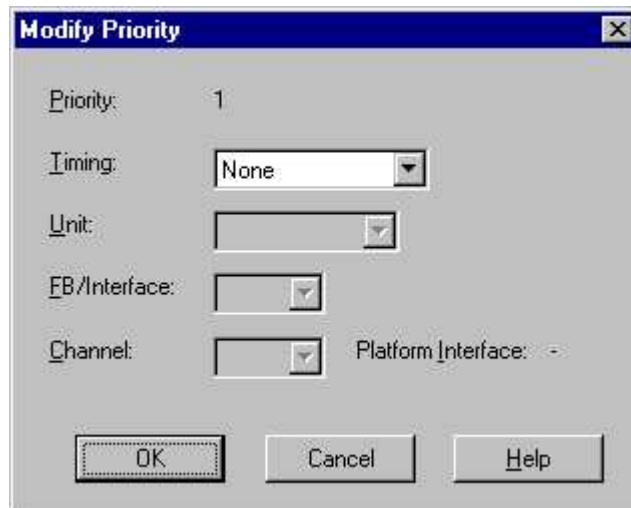 Modify Priority
Priority: 1
Timing: None
Unit:
FB/Interface:
Channel: Platform Interface: -
OK Cancel Help